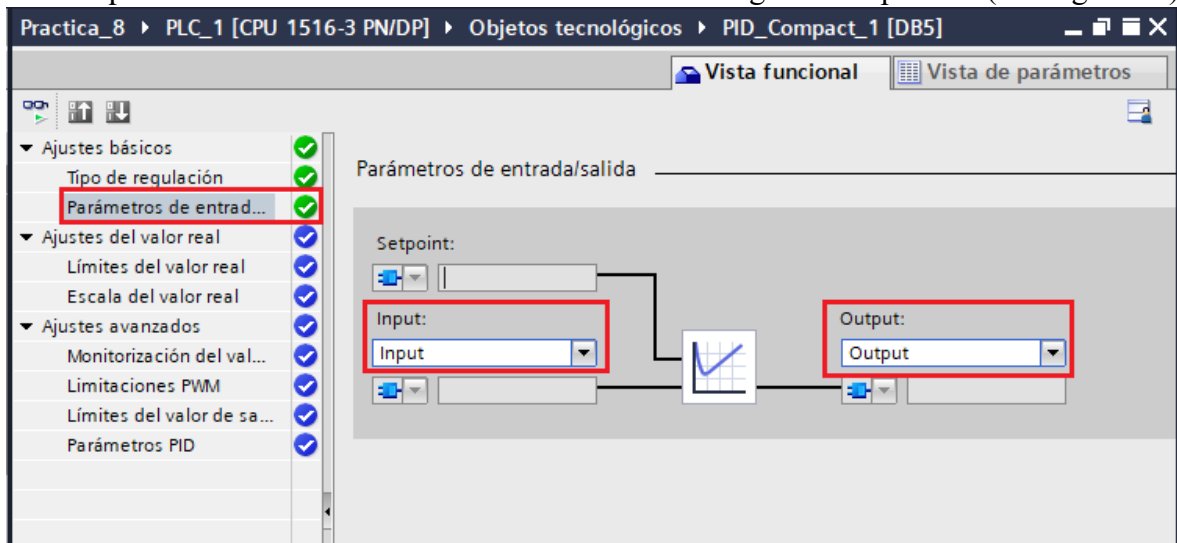 Practica_8 ▸ PLC_1 [CPU 1516-3 PN/DP] ▸ Objetos tecnológicos ▸ PID_Compact_1 [DB5]
Vista funcional
Vista de parámetros
Ajustes básicos
Tipo de regulación
Parámetros de entrad...
Ajustes del valor real
Límites del valor real
Escala del valor real
Ajustes avanzados
Monitorización del val...
Limitaciones PWM
Límites del valor de sa...
Parámetros PID
Parámetros de entrada/salida
Setpoint:
Input:
Input
Output:
Output